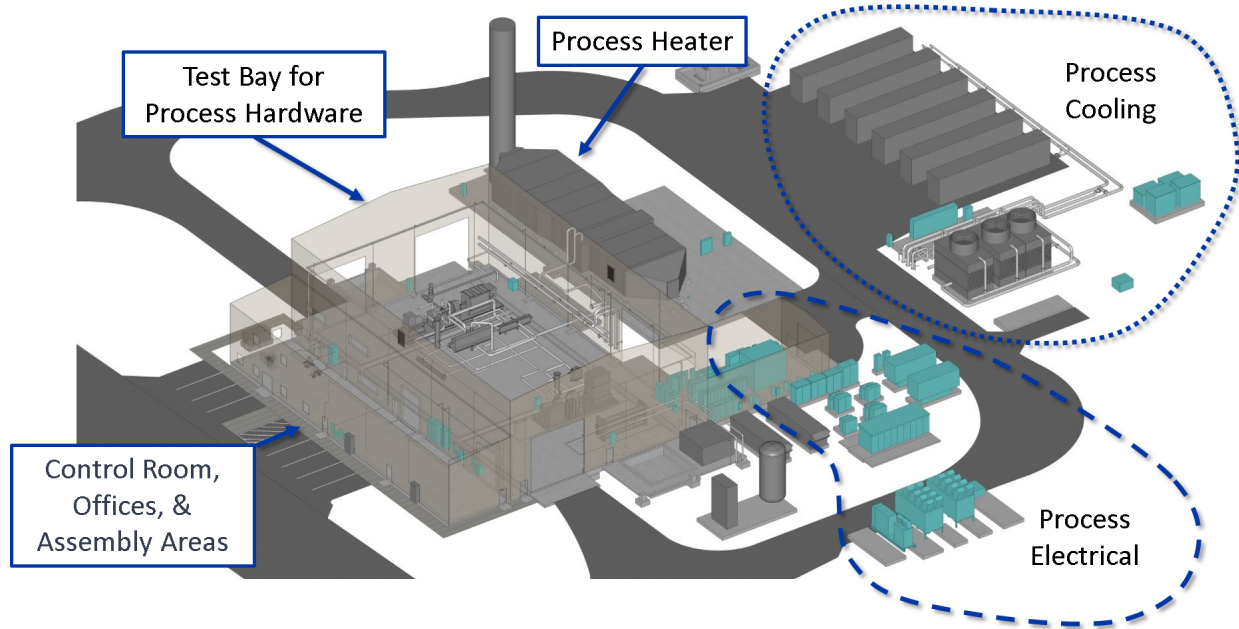 Process Heater
Test Bay for
Process Hardware
Process
Cooling
Control Room,
Offices, &
Assembly Areas
Process
Electrical